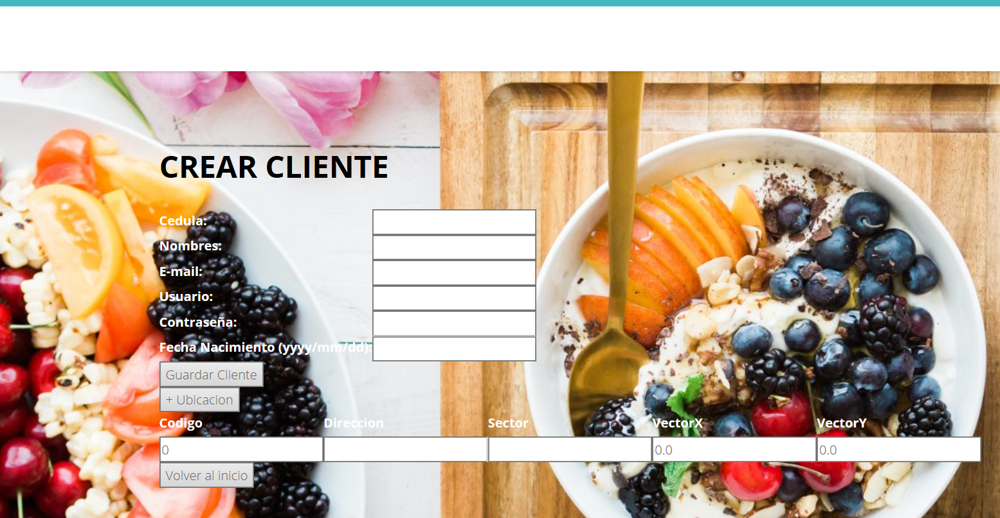 CREAR CLIENTE
Cedula:
Nombres:
E-mail:
Usuario:
Contraseña:
Fecha Nacimiento (yyyy/mm/dd):
Guardar Cliente
+ Ubicacion
Codigo Direccion Sector VectorX VectorY
0 0.0 0.0
Volver al inicio